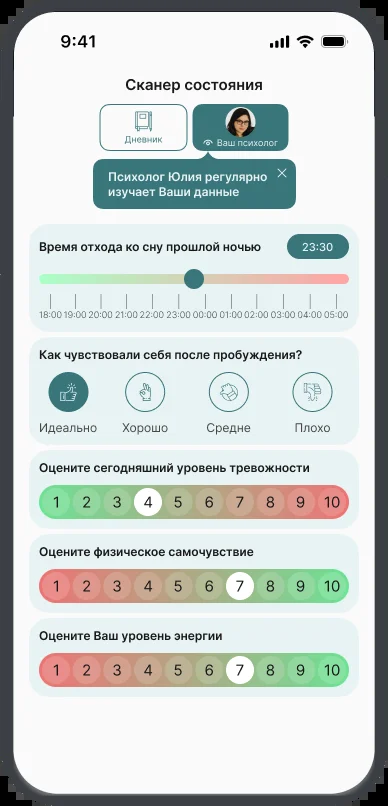 9:41
Сканер состояния
Дневник
Ваш психолог
Психолог Юлия регулярно
изучает Ваши данные
Время отхода ко сну прошлой ночью
23:30
18:00 19:00 20:00 21:00 22:00 23:00 00:00 01:00 02:00 03:00 04:00 05:00
Как чувствовали себя после пробуждения?
Идеально Хорошо Средне Плохо
Оцените сегодняшний уровень тревожности
1 2 3 4 5 6 7 8 9 10
Оцените физическое самочувствие
1 2 3 4 5 6 7 8 9 10
Оцените Ваш уровень энергии
1 2 3 4 5 6 7 8 9 10